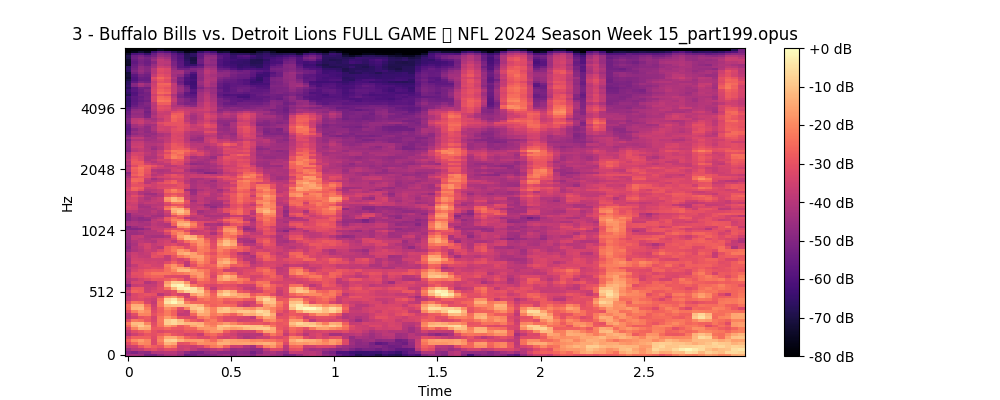 3 - Buffalo Bills vs. Detroit Lions FULL GAME ▯ NFL 2024 Season Week 15_part199.opus
+0 dB
4096
-10 dB
-20 dB
2048
-30 dB
Hz
1024
-40 dB
-50 dB
512
-60 dB
-70 dB
0
-80 dB
0 0.5 1 1.5 2 2.5
Time